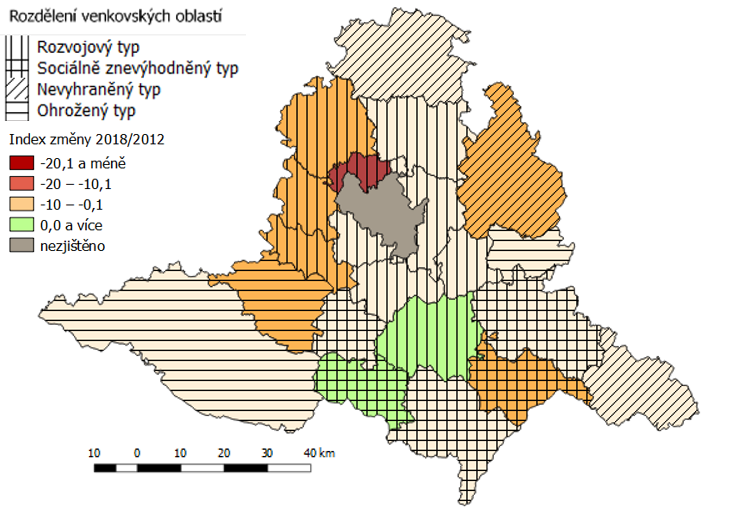 Rozdělení venkovských oblastí
Rozvojový typ
Sociálně znevýhodněný typ
Nevyhraněný typ
Ohrožený typ
Index změny 2018/2012
-20,1 a méně
-20 – -10,1
-10 – -0,1
0,0 a více
nezjištěno
10 0 10 20 30 40 km